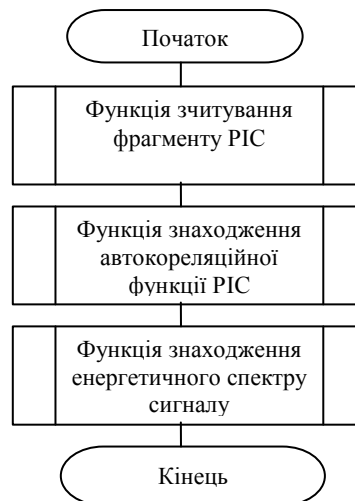 Початок
Функція зчитування
фрагменту РІС
Функція знаходження
автокореляційної
функції РІС
Функція знаходження
енергетичного спектру
сигналу
Кінець